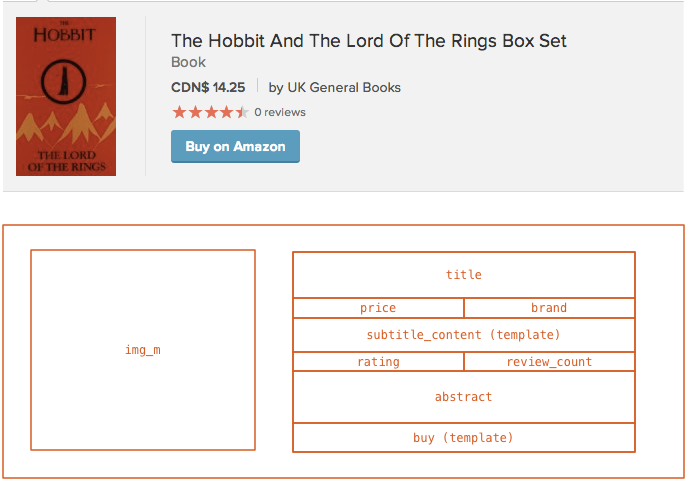 THE
HOBBIT
THE LORD
OF THE RINGS
The Hobbit And The Lord Of The Rings Box Set
Book
CDN$ 14.25 by UK General Books
0 reviews
Buy on Amazon
img_m
title
price brand
subtitle_content (template)
rating review_count
abstract
buy (template)